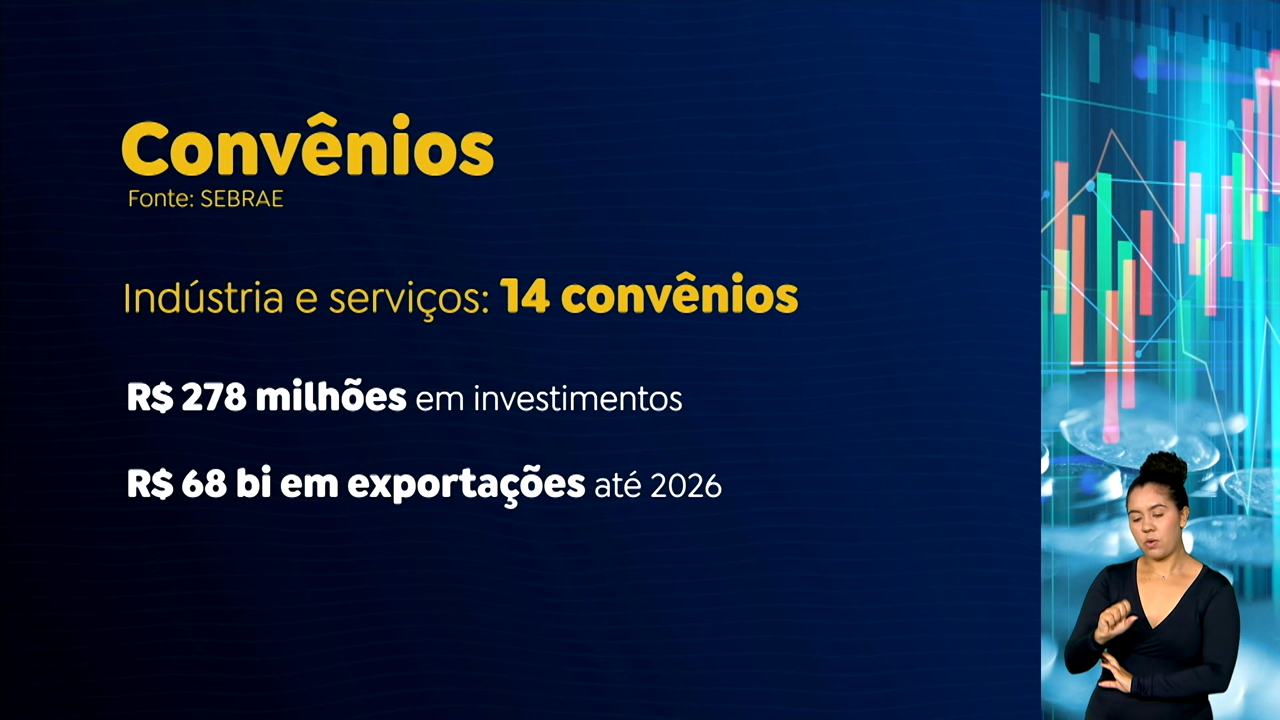 Convênios
Fonte: SEBRAE
Indústria e serviços: 14 convênios
R$ 278 milhões em investimentos
R$ 68 bi em exportações até 2026